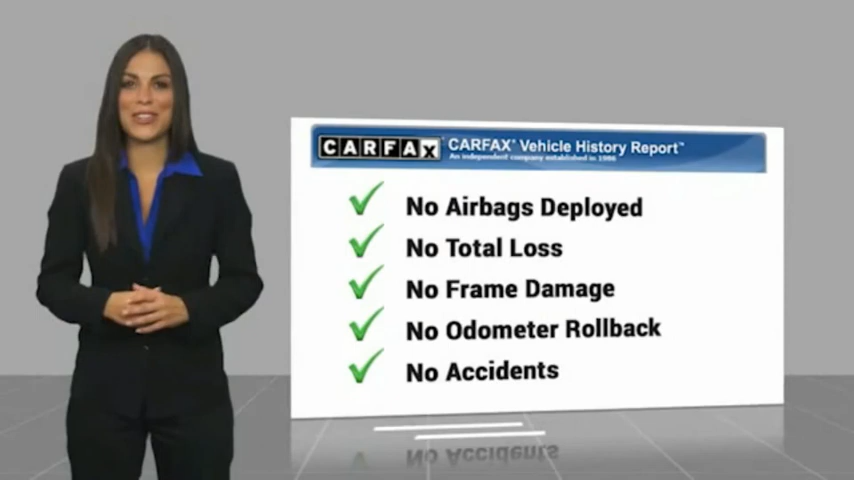 CARFAX CARFAX® Vehicle History Report™
An independent company established in 1986
No Airbags Deployed
No Total Loss
No Frame Damage
No Odometer Rollback
No Accidents